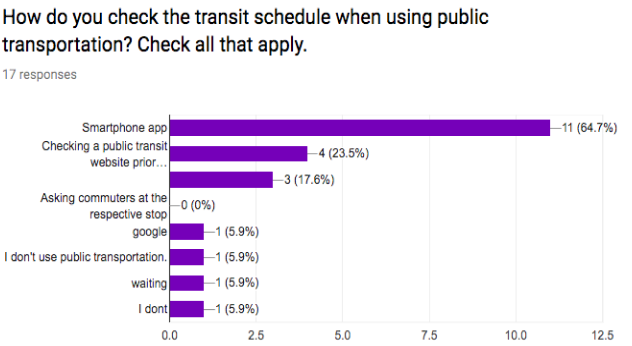 How do you check the transit schedule when using public
transportation? Check all that apply.
17 responses
Smartphone app
11 (64.7%)
Checking a public transit
website prior…
4 (23.5%)
3 (17.6%)
Asking commuters at the
respective stop
0 (0%)
google
1 (5.9%)
I don't use public transportation.
1 (5.9%)
waiting
1 (5.9%)
I dont
1 (5.9%)
0.0 2.5 5.0 7.5 10.0 12.5